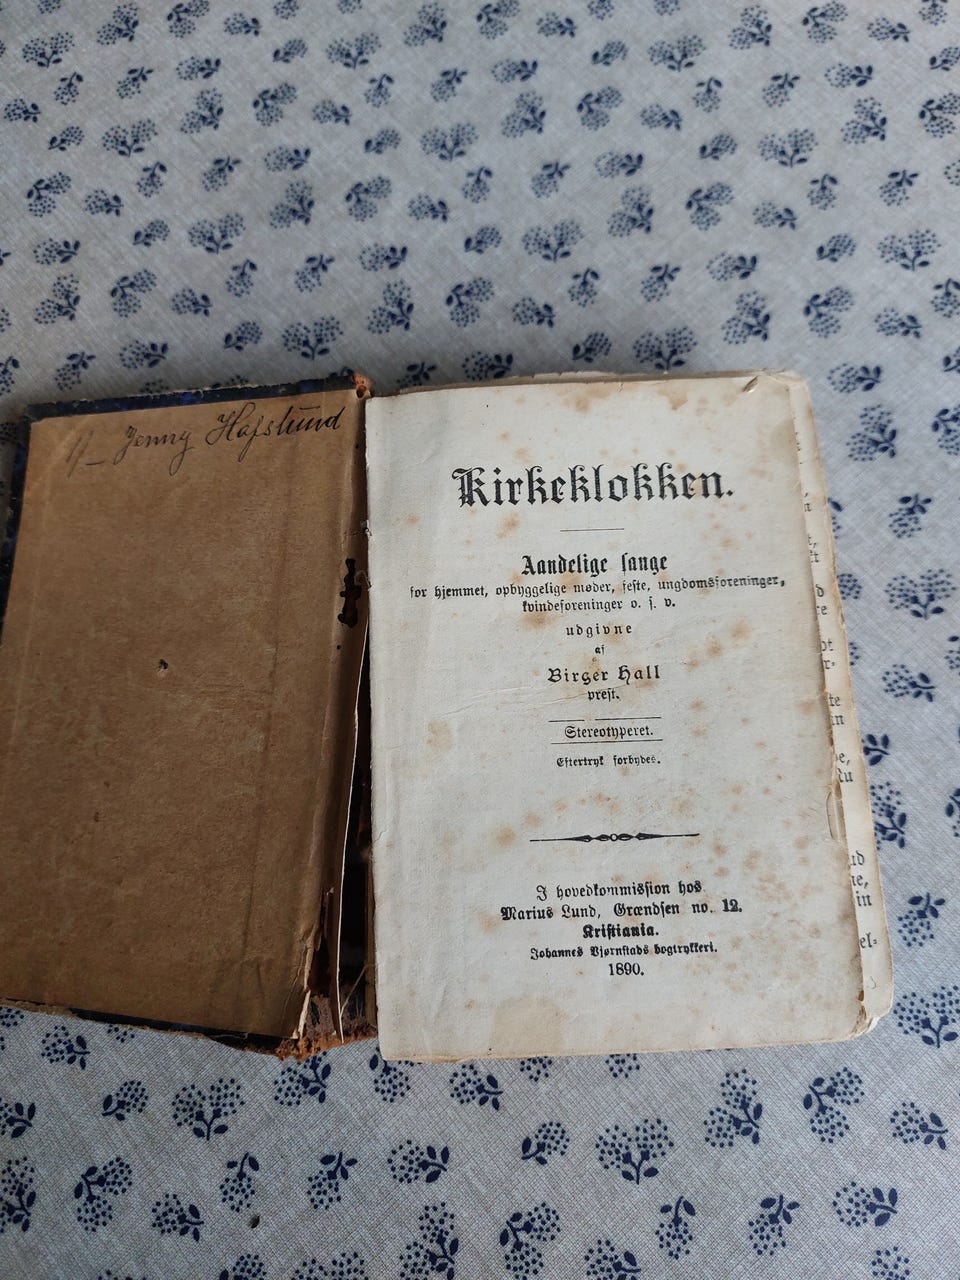 Jenny Hafslund
Kirkeklokken.
Aandelige sange
for hjemmet, opbyggelige møder, feste, ungdomsforeninger,
kvindeforeninger o. s. v.
udgivne
af
Birger Hall
prest.
Stereotyperet.
Eftertryk forbydes.
I hovedkommission hos
Marius Lund, Grændsen no. 12.
Kristiania.
Johannes Bjørnstads bogtrykkeri.
1890.